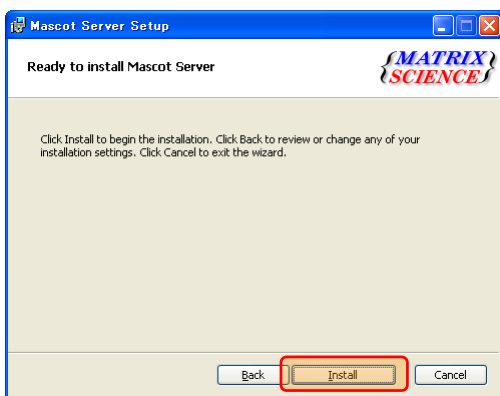 Mascot Server Setup
Ready to install Mascot Server
{MATRIX}
{SCIENCE}
Click Install to begin the installation. Click Back to review or change any of your
installation settings. Click Cancel to exit the wizard.
Back Install Cancel